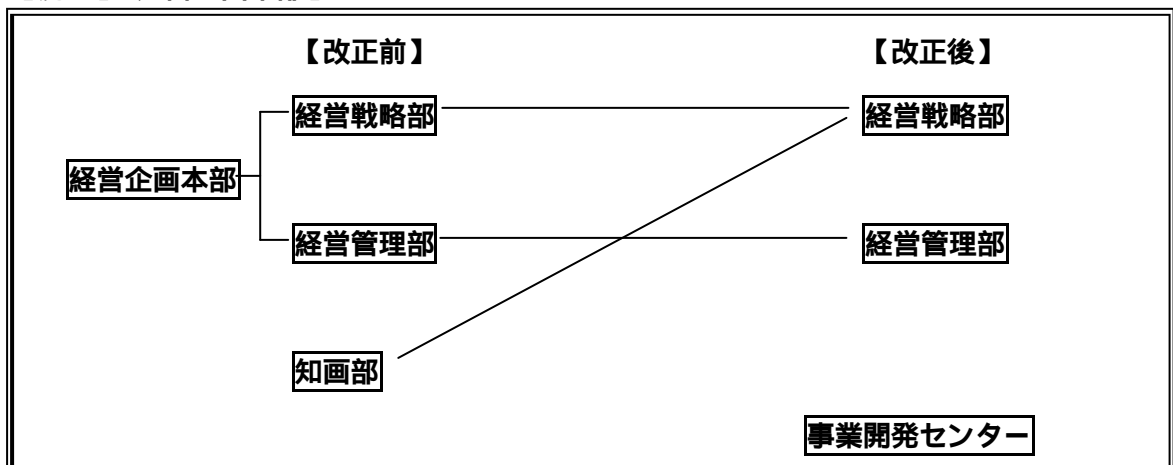 【改正前】 【改正後】
経営戦略部 経営戦略部
経営企画本部
経営管理部 経営管理部
知画部
事業開発センター